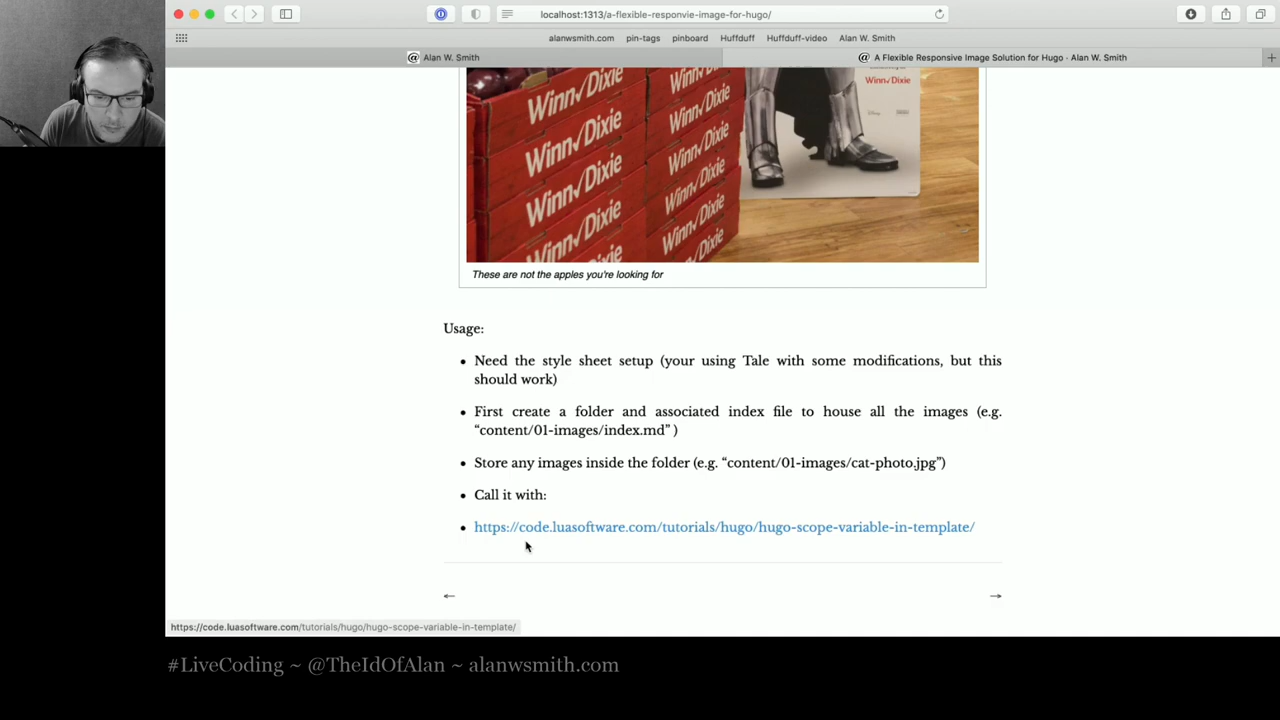 localhost:1313/a-flexible-responvie-image-for-hugo/
alanwsmith.com pin-tags pinboard Huffduff Huffduff-video Alan W. Smith
@ Alan W. Smith
@ A Flexible Responsive Image Solution for Hugo · Alan W. Smith
Winn✓Dixie
Winn✓Dixie
Winn✓Dixie
Winn✓Dixie
Winn✓Dixie
Winn✓Dixie
Winn✓Dixie
Winn✓Dixie
Winn✓Dixie
Winn✓Dixie
These are not the apples you're looking for
Usage:
• Need the style sheet setup (your using Tale with some modifications, but this
should work)
• First create a folder and associated index file to house all the images (e.g.
“content/01-images/index.md” )
• Store any images inside the folder (e.g. “content/01-images/cat-photo.jpg”)
• Call it with:
• https://code.luasoftware.com/tutorials/hugo/hugo-scope-variable-in-template/
← →
https://code.luasoftware.com/tutorials/hugo/hugo-scope-variable-in-template/
#LiveCoding ~ @TheIdOfAlan ~ alanwsmith.com